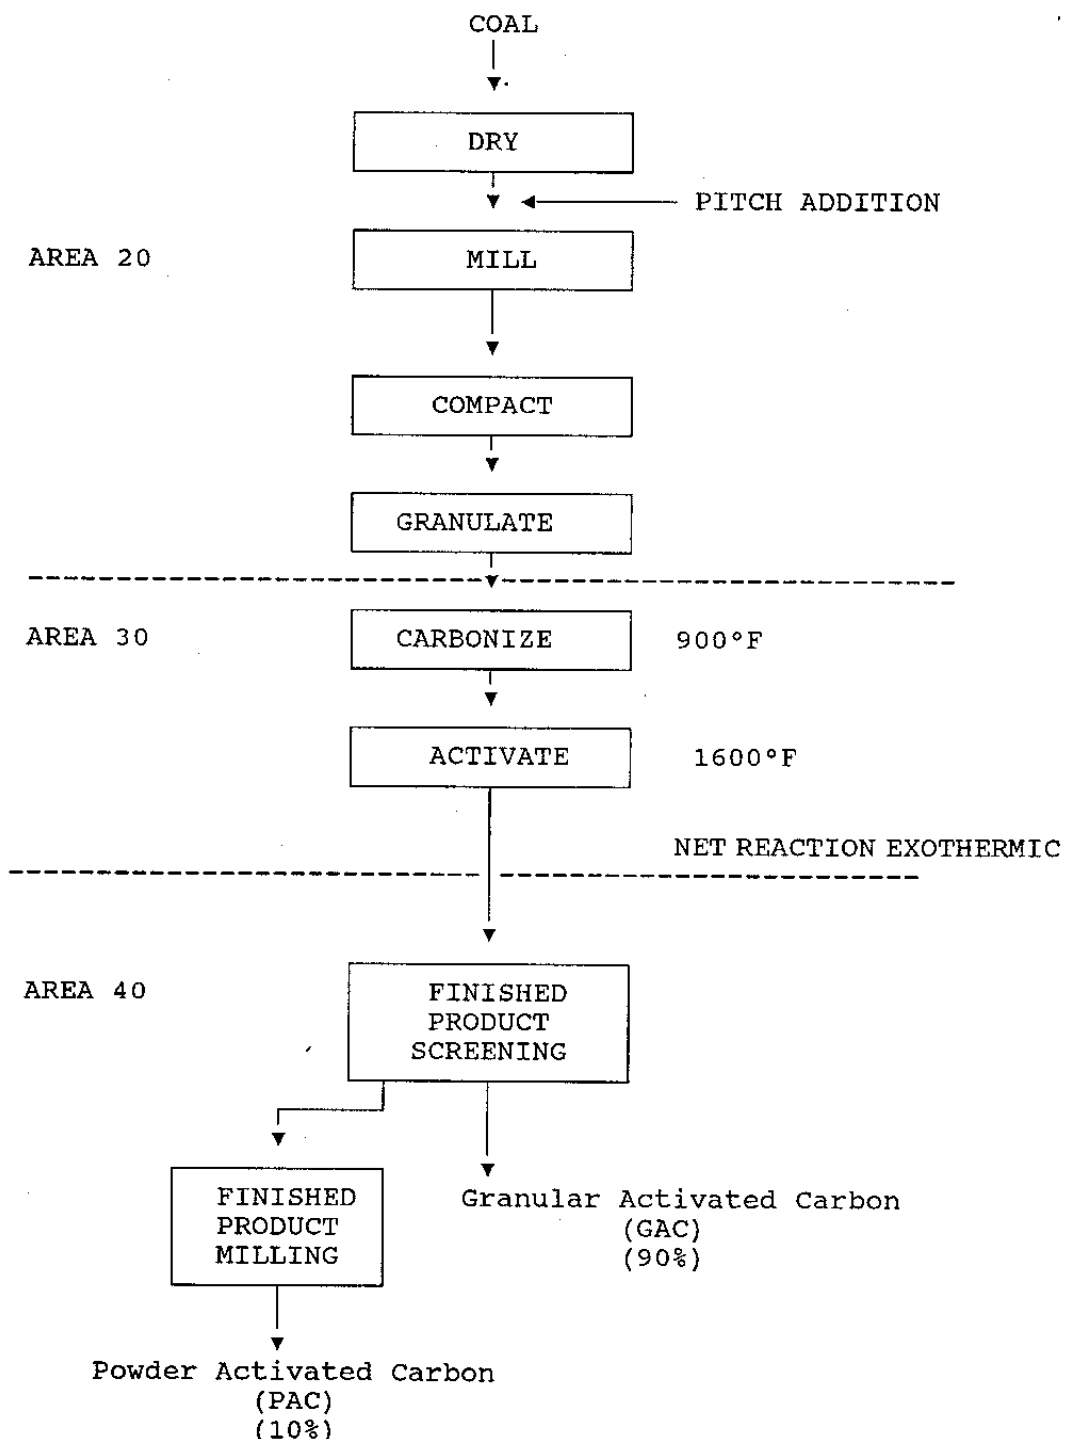 COAL
DRY
PITCH ADDITION
AREA 20
MILL
COMPACT
GRANULATE
AREA 30
CARBONIZE
900°F
ACTIVATE
1600°F
NET REACTION EXOTHERMIC
AREA 40
FINISHED
PRODUCT
SCREENING
FINISHED
PRODUCT
MILLING
Granular Activated Carbon
(GAC)
(90%)
Powder Activated Carbon
(PAC)
(10%)